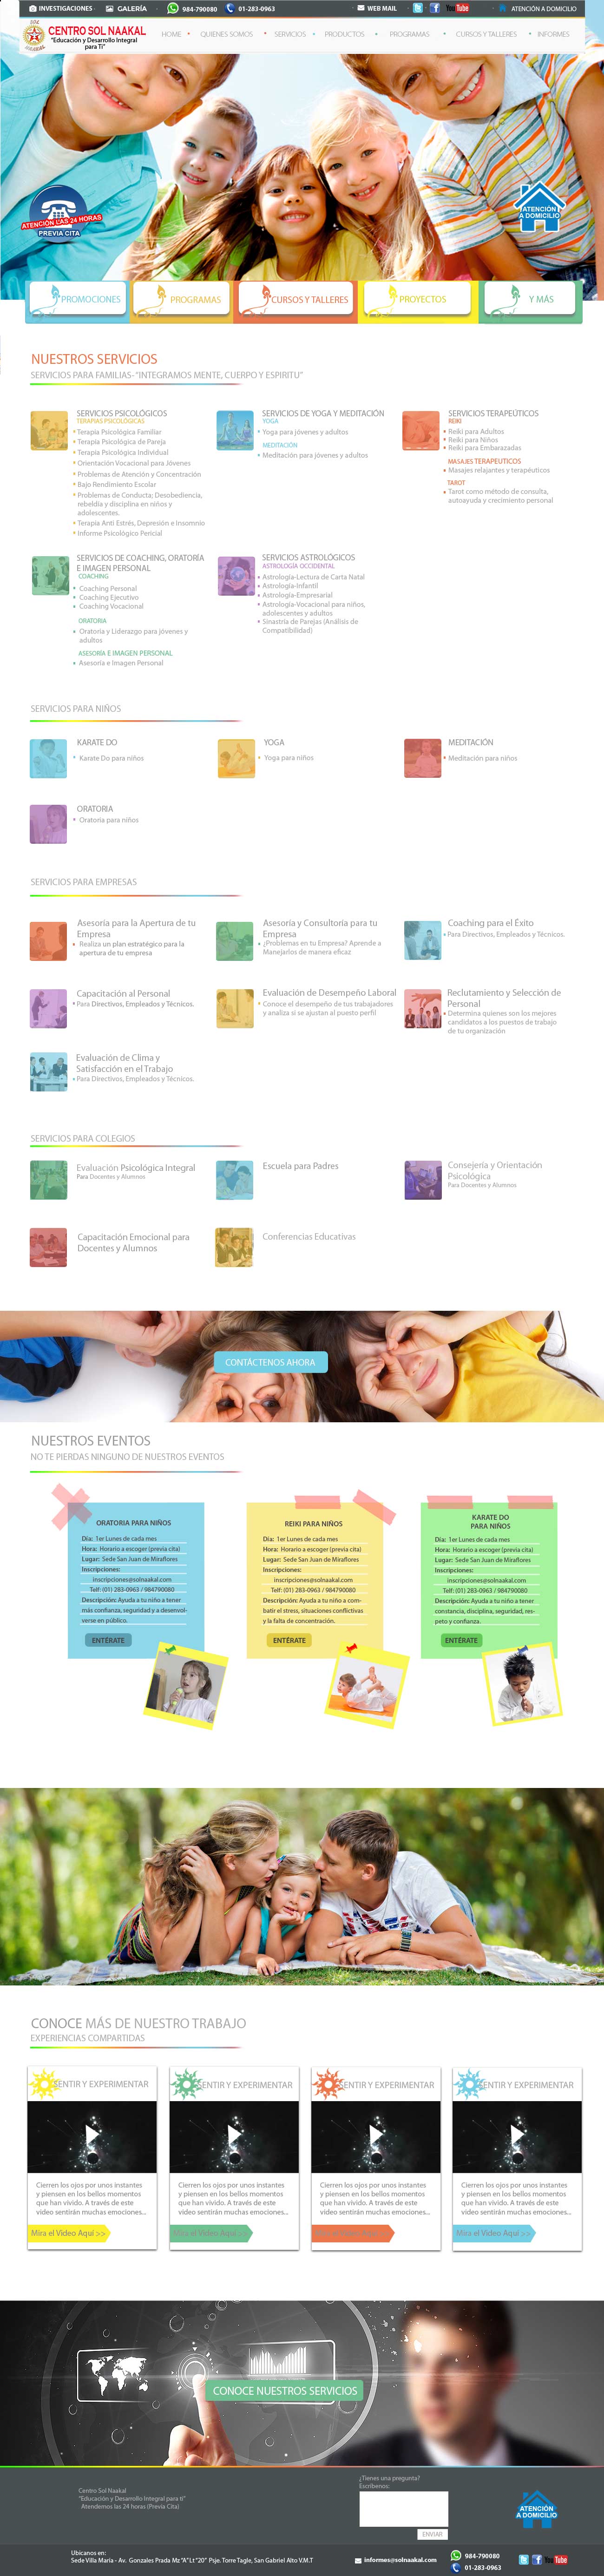 INVESTIGACIONES
GALERÍA
984-790080
01-283-0963
WEB MAIL
You Tube
ATENCIÓN A DOMICILIO
CENTRO SOL NAAKAL
"Educación y Desarrollo Integral
para Ti"
HOME
QUIENES SOMOS
SERVICIOS
PRODUCTOS
PROGRAMAS
CURSOS Y TALLERES
INFORMES
ATENCIÓN LAS 24 HORAS
PREVIA CITA
ATENCIÓN
A DOMICILIO
PROMOCIONES
PROGRAMAS
CURSOS Y TALLERES
PROYECTOS
Y MÁS
NUESTROS SERVICIOS
SERVICIOS PARA FAMILIAS-"INTEGRAMOS MENTE, CUERPO Y ESPIRITU"
SERVICIOS PSICOLÓGICOS
TERAPIAS PSICOLÓGICAS
Terapia Psicológica Familiar
Terapia Psicológica de Pareja
Terapia Psicológica Individual
Orientación Vocacional para Jóvenes
Problemas de Atención y Concentración
Bajo Rendimiento Escolar
Problemas de Conducta; Desobediencia,
rebeldía y disciplina en niños y
adolescentes.
Terapia Anti Estrés, Depresión e Insomnio
Informe Psicológico Pericial
SERVICIOS DE YOGA Y MEDITACIÓN
YOGA
Yoga para jóvenes y adultos
MEDITACIÓN
Meditación para jóvenes y adultos
SERVICIOS TERAPEÚTICOS
REIKI
Reiki para Adultos
Reiki para Niños
Reiki para Embarazadas
MASAJES TERAPEUTICOS
Masajes relajantes y terapéuticos
TAROT
Tarot como método de consulta,
autoayuda y crecimiento personal
SERVICIOS DE COACHING, ORATORÍA
E IMAGEN PERSONAL
COACHING
Coaching Personal
Coaching Ejecutivo
Coaching Vocacional
ORATORIA
Oratoria y Liderazgo para jóvenes y
adultos
ASESORÍA E IMAGEN PERSONAL
Asesoría e Imagen Personal
SERVICIOS ASTROLÓGICOS
ASTROLOGÍA OCCIDENTAL
Astrología-Lectura de Carta Natal
Astrología-Infantil
Astrología-Empresarial
Astrología-Vocacional para niños,
adolescentes y adultos
Sinastría de Parejas (Análisis de
Compatibilidad)
SERVICIOS PARA NIÑOS
KARATE DO
Karate Do para niños
YOGA
Yoga para niños
MEDITACIÓN
Meditación para niños
ORATORIA
Oratoria para niños
SERVICIOS PARA EMPRESAS
Asesoría para la Apertura de tu
Empresa
Realiza un plan estratégico para la
apertura de tu empresa
Asesoría y Consultoría para tu
Empresa
¿Problemas en tu Empresa? Aprende a
Manejarlos de manera eficaz
Coaching para el Éxito
Para Directivos, Empleados y Técnicos.
Capacitación al Personal
Para Directivos, Empleados y Técnicos.
Evaluación de Desempeño Laboral
Conoce el desempeño de tus trabajadores
y analiza si se ajustan al puesto perfil
Reclutamiento y Selección de
Personal
Determina quienes son los mejores
candidatos a los puestos de trabajo
de tu organización
Evaluación de Clima y
Satisfacción en el Trabajo
Para Directivos, Empleados y Técnicos.
SERVICIOS PARA COLEGIOS
Evaluación Psicológica Integral
Para Docentes y Alumnos
Escuela para Padres
Consejería y Orientación
Psicológica
Para Docentes y Alumnos
Capacitación Emocional para
Docentes y Alumnos
Conferencias Educativas
CONTÁCTENOS AHORA
NUESTROS EVENTOS
NO TE PIERDAS NINGUNO DE NUESTROS EVENTOS
ORATORIA PARA NIÑOS
Día: 1er Lunes de cada mes
Hora: Horario a escoger (previa cita)
Lugar: Sede San Juan de Miraflores
Inscripciones:
inscripciones@solnaakal.com
Telf: (01) 283-0963 / 984790080
Descripción: Ayuda a tu niño a tener
más confianza, seguridad y a desenvol-
verse en público.
ENTÉRATE
REIKI PARA NIÑOS
Día: 1er Lunes de cada mes
Hora: Horario a escoger (previa cita)
Lugar: Sede San Juan de Miraflores
Inscripciones:
inscripciones@solnaakal.com
Telf: (01) 283-0963 / 984790080
Descripción: Ayuda a tu niño a com-
batir el stress, situaciones conflictivas
y la falta de concentración.
ENTÉRATE
KARATE DO
PARA NIÑOS
Día: 1er Lunes de cada mes
Hora: Horario a escoger (previa cita)
Lugar: Sede San Juan de Miraflores
Inscripciones:
inscripciones@solnaakal.com
Telf: (01) 283-0963 / 984790080
Descripción: Ayuda a tu niño a tener
constancia, disciplina, seguridad, res-
peto y confianza.
ENTÉRATE
CONOCE MÁS DE NUESTRO TRABAJO
EXPERIENCIAS COMPARTIDAS
SENTIR Y EXPERIMENTAR
Cierren los ojos por unos instantes
y piensen en los bellos momentos
que han vivido. A través de este
video sentirán muchas emociones...
Mira el Video Aquí >>
SENTIR Y EXPERIMENTAR
Cierren los ojos por unos instantes
y piensen en los bellos momentos
que han vivido. A través de este
video sentirán muchas emociones...
Mira el Video Aquí >>
SENTIR Y EXPERIMENTAR
Cierren los ojos por unos instantes
y piensen en los bellos momentos
que han vivido. A través de este
video sentirán muchas emociones...
Mira el Video Aquí >>
SENTIR Y EXPERIMENTAR
Cierren los ojos por unos instantes
y piensen en los bellos momentos
que han vivido. A través de este
video sentirán muchas emociones...
Mira el Video Aquí >>
CONOCE NUESTROS SERVICIOS
Centro Sol Naakal
"Educación y Desarrollo Integral para ti"
Atendemos las 24 horas (Previa Cita)
¿Tienes una pregunta?
Escríbenos:
ENVIAR
ATENCIÓN
A DOMICILIO
Ubícanos en:
Sede Villa María - Av. Gonzales Prada Mz "A" Lt "20" Psje. Torre Tagle, San Gabriel Alto V.M.T
informes@solnaakal.com
984-790080
01-283-0963
You Tube